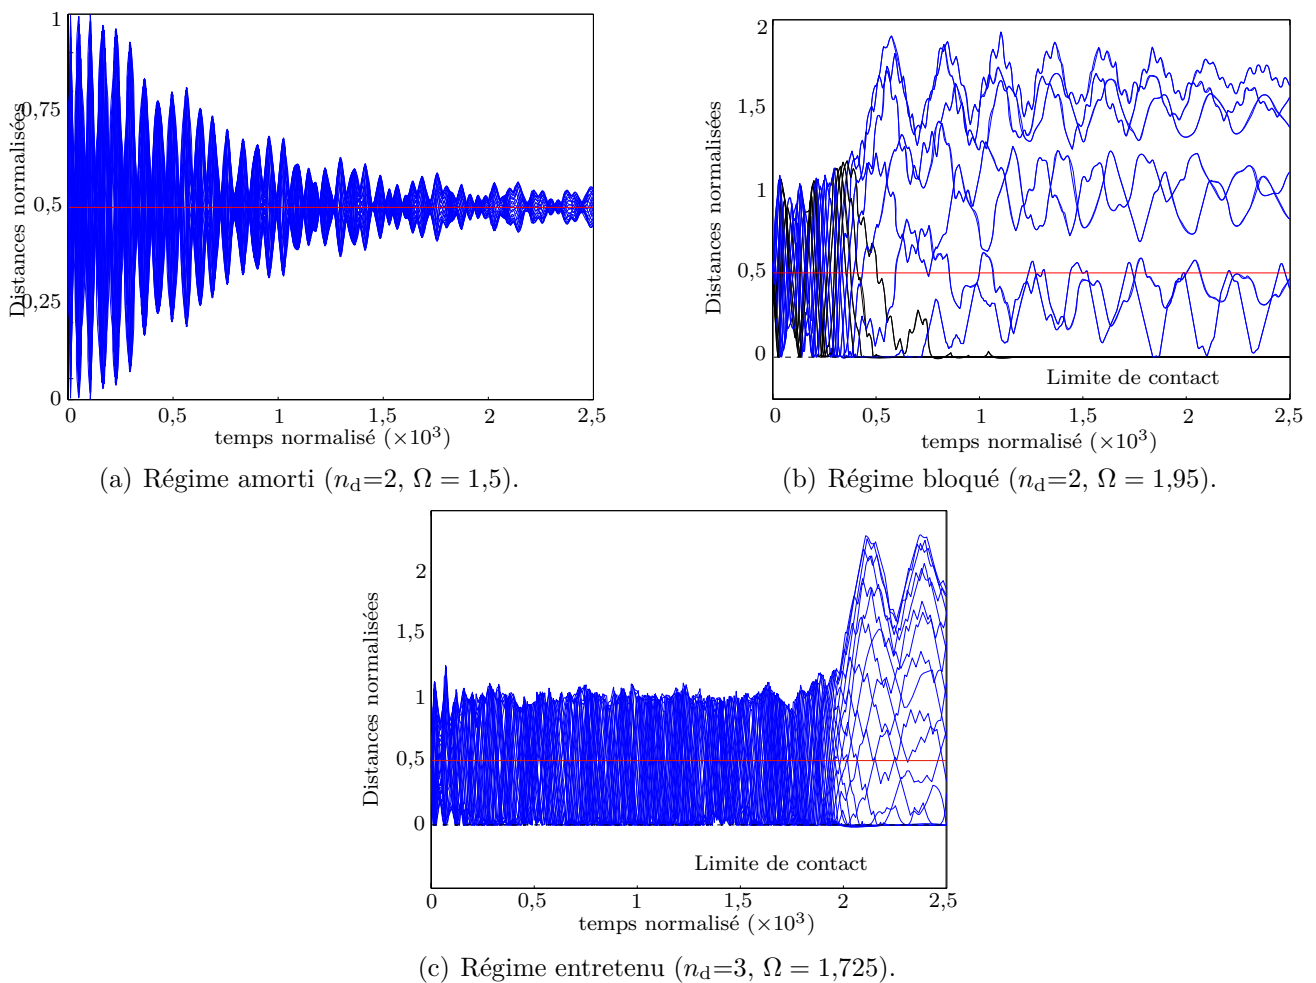 1
0,75
0,5
0,25
0
Distances normalisées
0 0,5 1 1,5 2 2,5
temps normalisé (×10³)
(a) Régime amorti (n_d=2, Ω = 1,5).
2
1,5
1
0,5
0
Distances normalisées
Limite de contact
0 0,5 1 1,5 2 2,5
temps normalisé (×10³)
(b) Régime bloqué (n_d=2, Ω = 1,95).
2
1,5
1
0,5
0
Distances normalisées
Limite de contact
0 0,5 1 1,5 2 2,5
temps normalisé (×10³)
(c) Régime entretenu (n_d=3, Ω = 1,725).